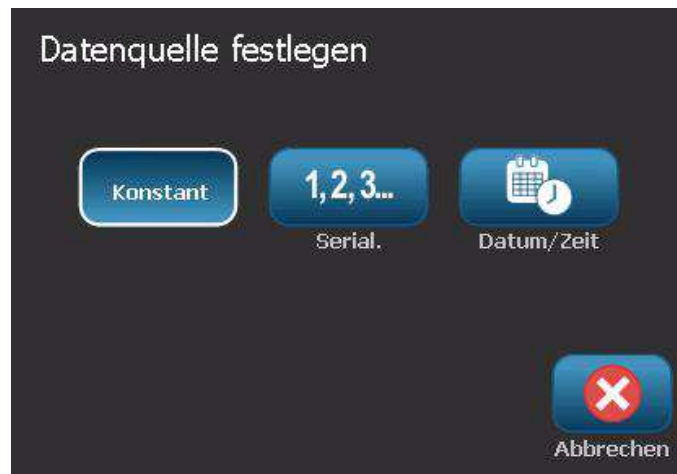 Datenquelle festlegen
Konstant
1, 2, 3...
Serial.
Datum/Zeit
Abbrechen